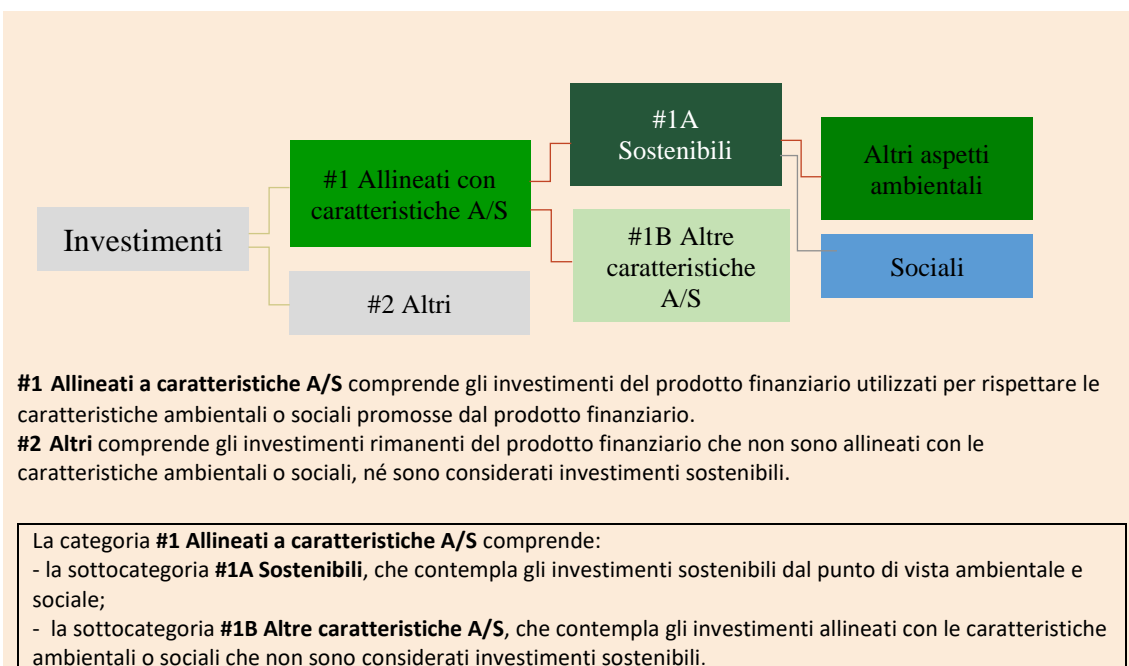 #1A
Sostenibili
Altri aspetti
ambientali
#1 Allineati con
caratteristiche A/S
Investimenti
#1B Altre
caratteristiche
A/S
Sociali
#2 Altri
#1 Allineati a caratteristiche A/S comprende gli investimenti del prodotto finanziario utilizzati per rispettare le
caratteristiche ambientali o sociali promosse dal prodotto finanziario.
#2 Altri comprende gli investimenti rimanenti del prodotto finanziario che non sono allineati con le
caratteristiche ambientali o sociali, né sono considerati investimenti sostenibili.
La categoria #1 Allineati a caratteristiche A/S comprende:
- la sottocategoria #1A Sostenibili, che contempla gli investimenti sostenibili dal punto di vista ambientale e
sociale;
- la sottocategoria #1B Altre caratteristiche A/S, che contempla gli investimenti allineati con le caratteristiche
ambientali o sociali che non sono considerati investimenti sostenibili.